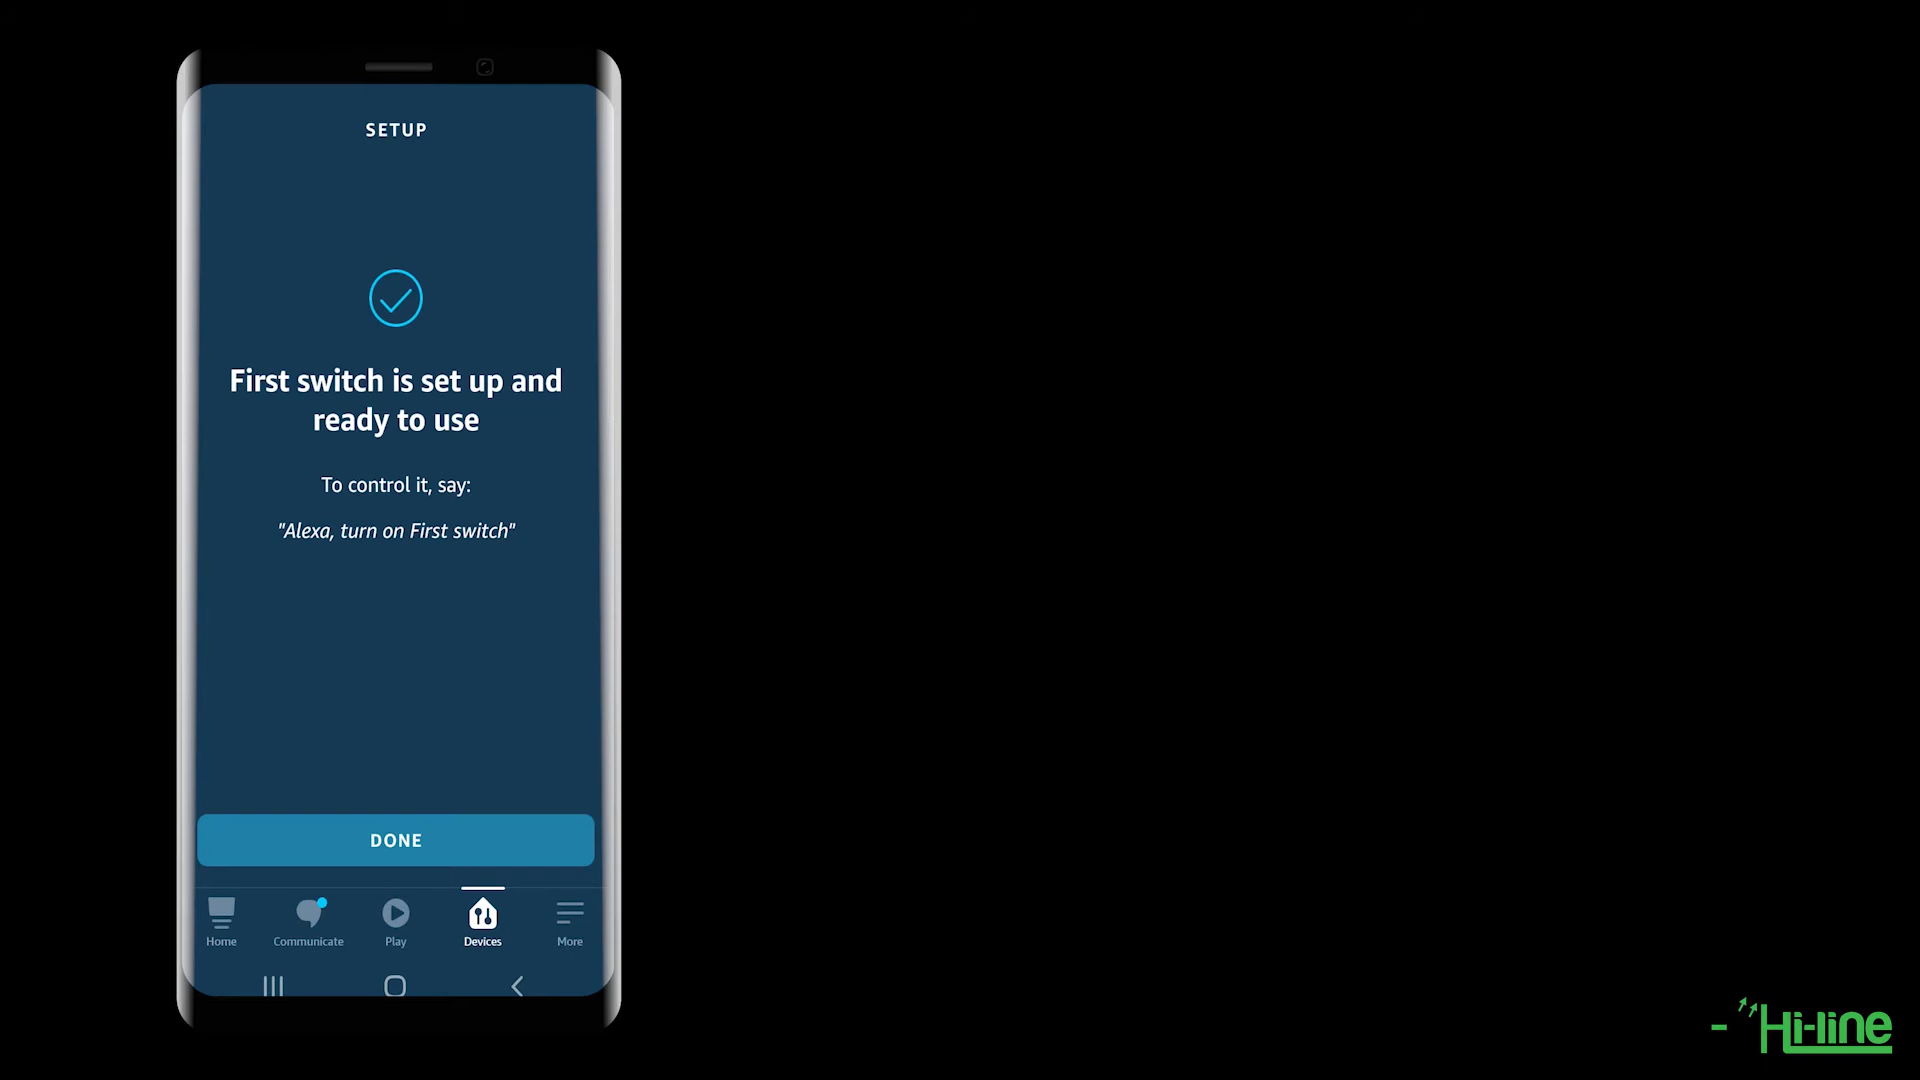 SETUP
First switch is set up and
ready to use
To control it, say:
"Alexa, turn on First switch"
DONE
Home
Communicate
Play
Devices
More
Hi-line